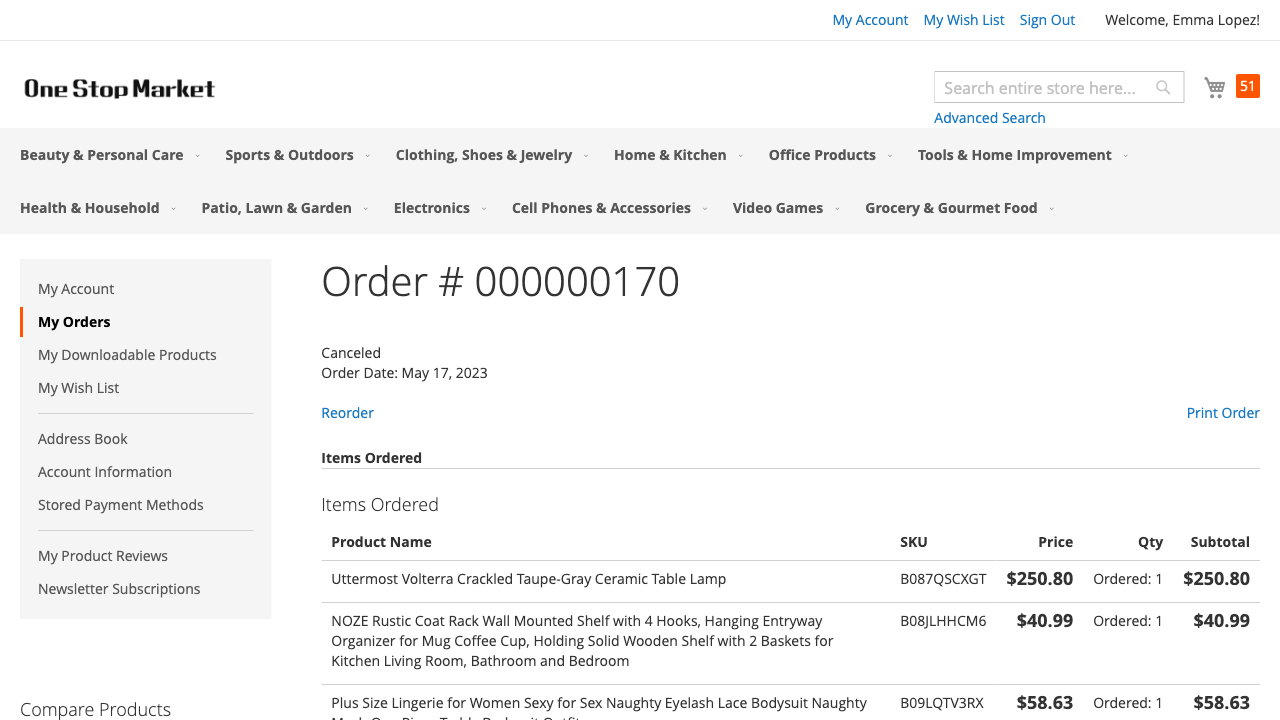 My Account My Wish List Sign Out Welcome, Emma Lopez!
One Stop Market
Search entire store here...
51
Advanced Search
Beauty & Personal Care Sports & Outdoors Clothing, Shoes & Jewelry Home & Kitchen Office Products Tools & Home Improvement
Health & Household Patio, Lawn & Garden Electronics Cell Phones & Accessories Video Games Grocery & Gourmet Food
My Account
My Orders
My Downloadable Products
My Wish List
Address Book
Account Information
Stored Payment Methods
My Product Reviews
Newsletter Subscriptions
Compare Products
Order # 000000170
Canceled
Order Date: May 17, 2023
Reorder Print Order
Items Ordered
Items Ordered
Product Name SKU Price Qty Subtotal
Uttermost Volterra Crackled Taupe-Gray Ceramic Table Lamp B087QSCXGT $250.80 Ordered: 1 $250.80
NOZE Rustic Coat Rack Wall Mounted Shelf with 4 Hooks, Hanging Entryway B08JLHHCM6 $40.99 Ordered: 1 $40.99
Organizer for Mug Coffee Cup, Holding Solid Wooden Shelf with 2 Baskets for
Kitchen Living Room, Bathroom and Bedroom
Plus Size Lingerie for Women Sexy for Sex Naughty Eyelash Lace Bodysuit Naughty B09LQTV3RX $58.63 Ordered: 1 $58.63